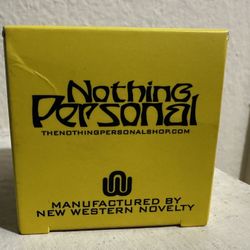 Nothing
Personal
THENOTHINGPERSONALSHOP.COM
MANUFACTURED BY
NEW WESTERN NOVELTY